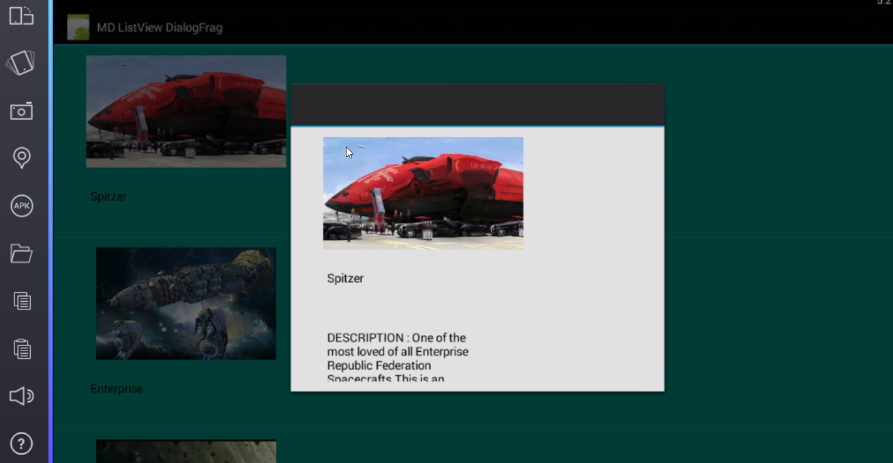 MD ListView DialogFrag
Spitzer
Enterprise
APK
?
Spitzer
DESCRIPTION : One of the
most loved of all Enterprise
Republic Federation
Spacecrafts.This is an